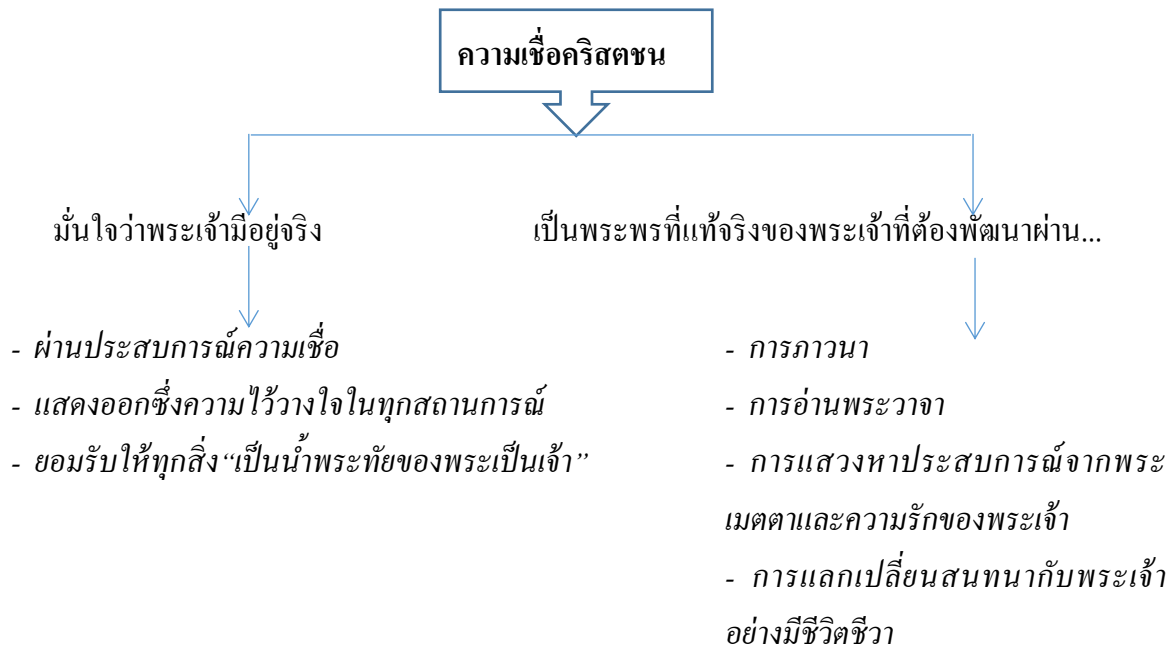 ความเชื่อคริสตชน
มั่นใจว่าพระเจ้ามีอยู่จริง
เป็นพระพรที่แท้จริงของพระเจ้าที่ต้องพัฒนาผ่าน...
- ผ่านประสบการณ์ความเชื่อ
- แสดงออกซึ่งความไว้วางใจในทุกสถานการณ์
- ยอมรับให้ทุกสิ่ง“เป็นน้ำพระทัยของพระเป็นเจ้า”
- การภาวนา
- การอ่านพระวาจา
- การแสวงหาประสบการณ์จากพระ
เมตตาและความรักของพระเจ้า
- การแลกเปลี่ยนสนทนากับพระเจ้า
อย่างมีชีวิตชีวา